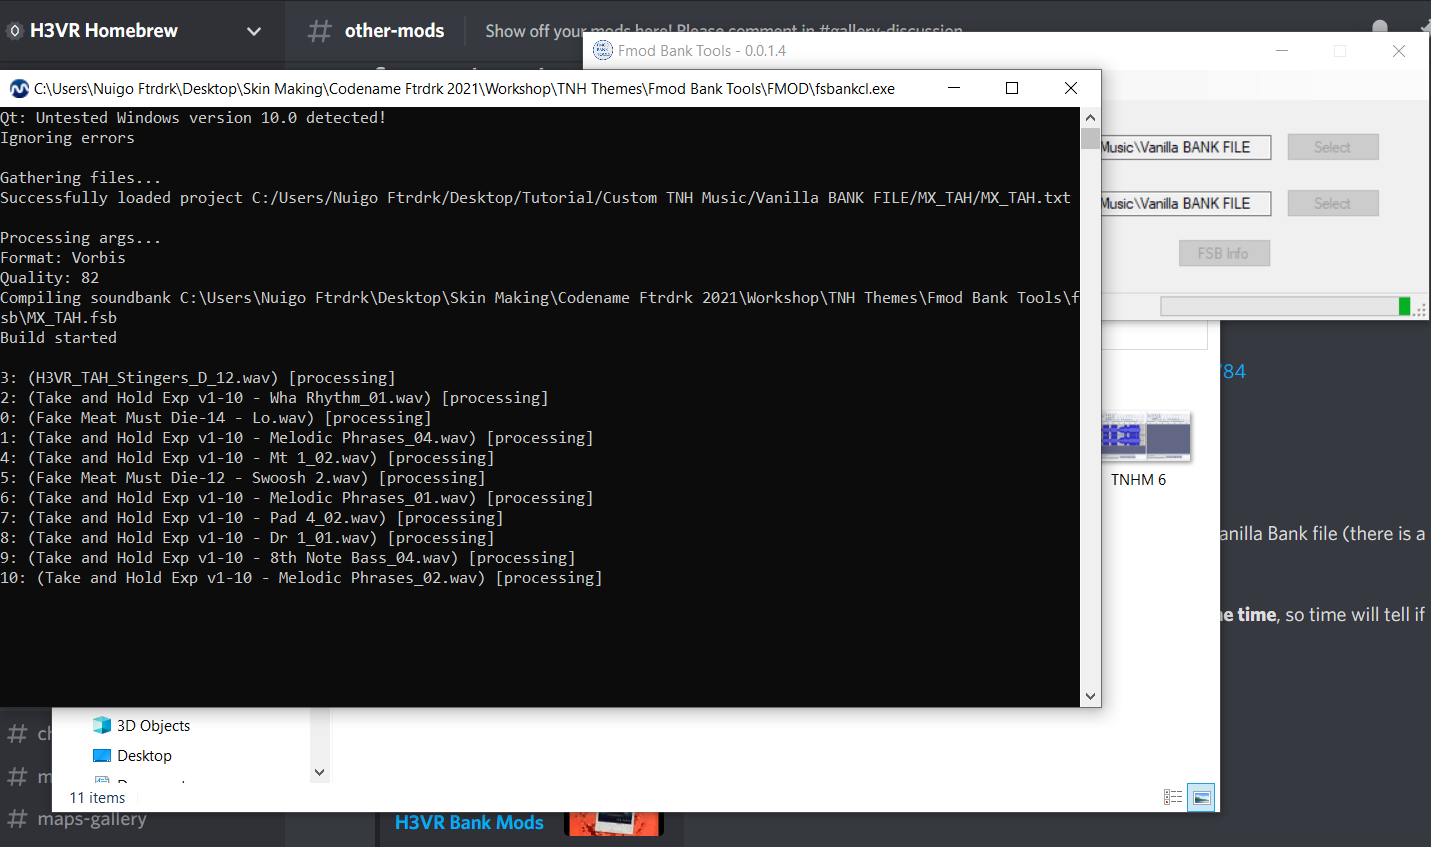 H3VR Homebrew
# other-mods
Show off your mods here! Please comment in #gallery-discussion
Fmod Bank Tools - 0.0.1.4
C:\Users\Nuigo Ftrdrk\Desktop\Skin Making\Codename Ftrdrk 2021\Workshop\TNH Themes\Fmod Bank Tools\FMOD\fsbankcl.exe
Qt: Untested Windows version 10.0 detected!
Ignoring errors
Gathering files...
Successfully loaded project C:/Users/Nuigo Ftrdrk/Desktop/Tutorial/Custom TNH Music/Vanilla BANK FILE/MX_TAH/MX_TAH.txt
Processing args...
Format: Vorbis
Quality: 82
Compiling soundbank C:\Users\Nuigo Ftrdrk\Desktop\Skin Making\Codename Ftrdrk 2021\Workshop\TNH Themes\Fmod Bank Tools\f
sb\MX_TAH.fsb
Build started
3: (H3VR_TAH_Stingers_D_12.wav) [processing]
2: (Take and Hold Exp v1-10 - Wha Rhythm_01.wav) [processing]
0: (Fake Meat Must Die-14 - Lo.wav) [processing]
1: (Take and Hold Exp v1-10 - Melodic Phrases_04.wav) [processing]
4: (Take and Hold Exp v1-10 - Mt 1_02.wav) [processing]
5: (Fake Meat Must Die-12 - Swoosh 2.wav) [processing]
6: (Take and Hold Exp v1-10 - Melodic Phrases_01.wav) [processing]
7: (Take and Hold Exp v1-10 - Pad 4_02.wav) [processing]
8: (Take and Hold Exp v1-10 - Dr 1_01.wav) [processing]
9: (Take and Hold Exp v1-10 - 8th Note Bass_04.wav) [processing]
10: (Take and Hold Exp v1-10 - Melodic Phrases_02.wav) [processing]
Music\Vanilla BANK FILE
Select
Music\Vanilla BANK FILE
Select
FSB Info
784
TNHM 6
anilla Bank file (there is a
e time, so time will tell if
3D Objects
Desktop
11 items
# ch
# m
# maps-gallery
H3VR Bank Mods